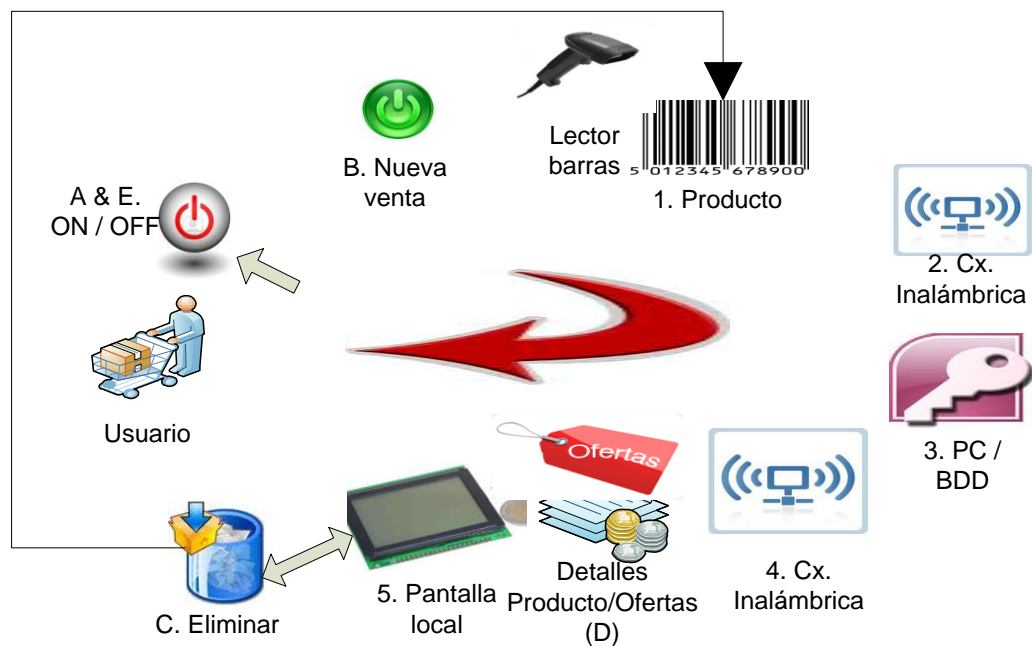 Lector
barras
5 012345 678900
1. Producto
B. Nueva
venta
A & E.
ON / OFF
2. Cx.
Inalámbrica
Usuario
3. PC /
BDD
Ofertas
4. Cx.
Inalámbrica
Detalles
Producto/Ofertas
(D)
5. Pantalla
local
C. Eliminar